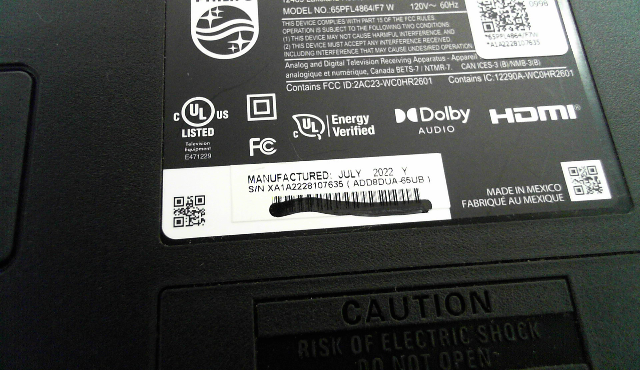 PHILIPS
MODEL NO.:65PFL4864/F7 W 120V~ 60Hz
THIS DEVICE COMPLIES WITH PART 15 OF THE FCC RULES.
OPERATION IS SUBJECT TO THE FOLLOWING TWO CONDITIONS:
(1) THIS DEVICE MAY NOT CAUSE HARMFUL INTERFERENCE, AND
(2) THIS DEVICE MUST ACCEPT ANY INTERFERENCE RECEIVED,
INCLUDING INTERFERENCE THAT MAY CAUSE UNDESIRED OPERATION.
Analog and Digital Television Receiving Apparatus - Appareil
analogique et numérique, Canada BETS-7 / NTMR-7. CAN ICES-3 (B)/NMB-3(B)
Contains FCC ID:2AC23-WC0HR2601 Contains IC:12290A-WC0HR2601
C UL US
LISTED
Television
Equipment
E471229
FC
C UL Energy
Verified
Dolby
AUDIO
HDMI
MANUFACTURED: JULY 2022 Y
S/N XA1A2228107635 ( ADD8DUA-65UB )
MADE IN MEXICO
FABRIQUÉ AU MEXIQUE
CAUTION
RISK OF ELECTRIC SHOCK
DO NOT OPEN